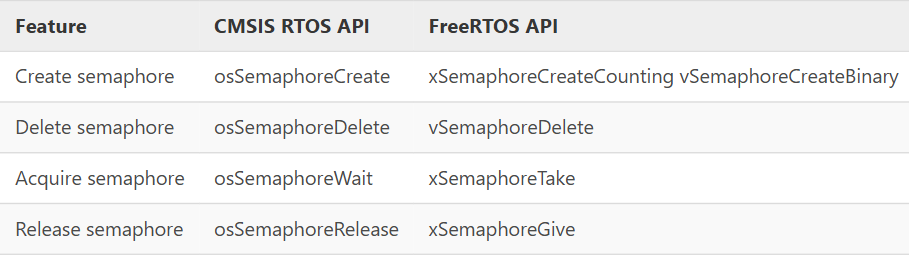 Feature CMSIS RTOS API FreeRTOS API
Create semaphore osSemaphoreCreate xSemaphoreCreateCounting vSemaphoreCreateBinary
Delete semaphore osSemaphoreDelete vSemaphoreDelete
Acquire semaphore osSemaphoreWait xSemaphoreTake
Release semaphore osSemaphoreRelease xSemaphoreGive